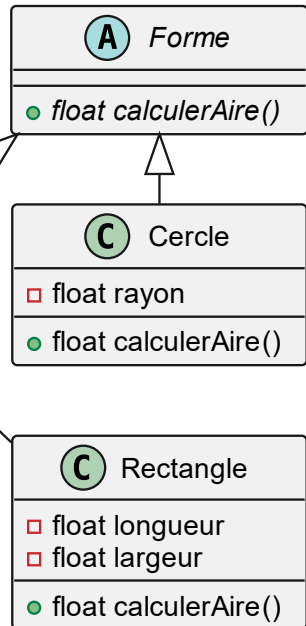 A Forme
float calculerAire()
C Cercle
float rayon
float calculerAire()
C Rectangle
float longueur
float largeur
float calculerAire()